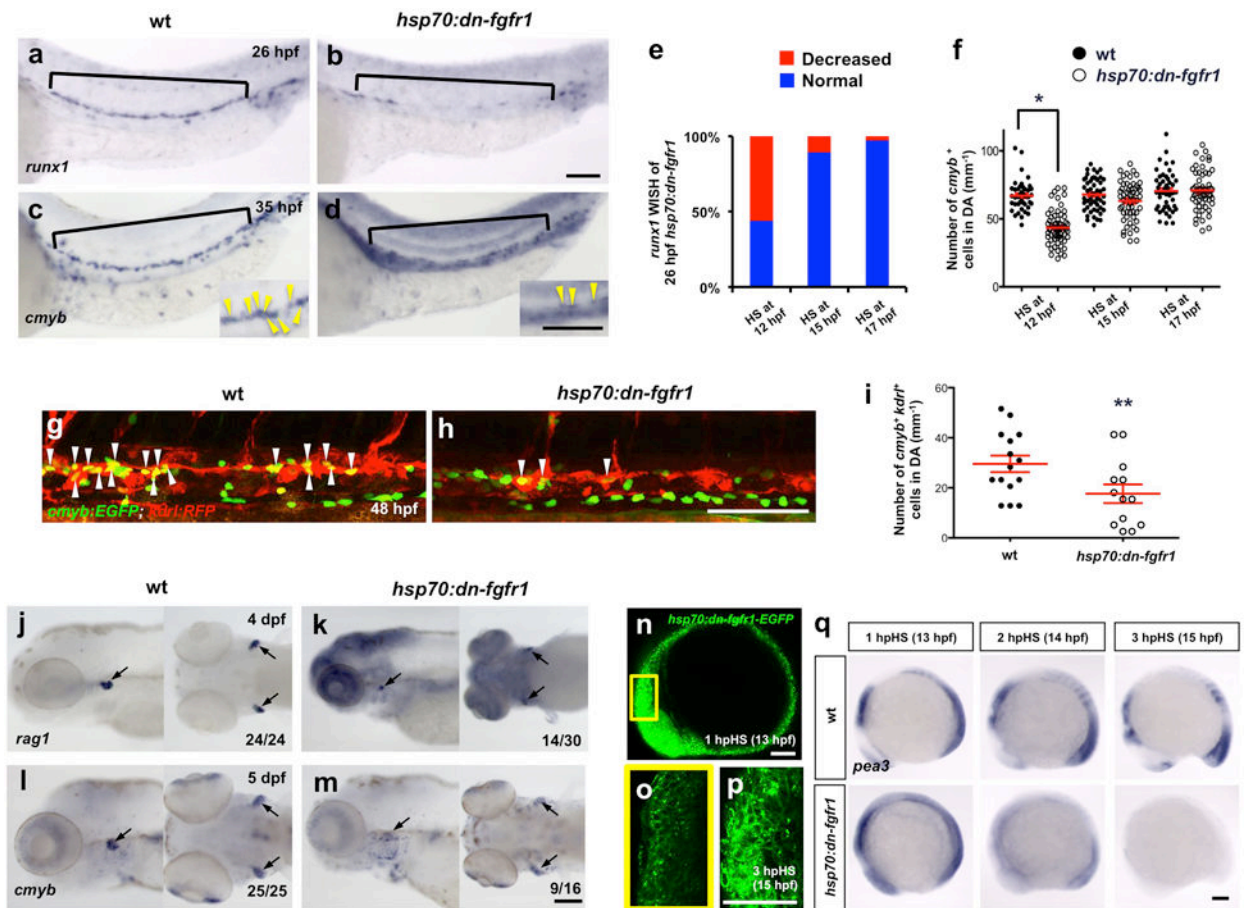 wt
hsp70:dn-fgfr1
a
26 hpf
runx1
b
c
35 hpf
cmyb
d
e
Decreased
Normal
runx1 WISH of
26 hpf hsp70:dn-fgfr1
100%
50%
0%
HS at
12 hpf
HS at
15 hpf
HS at
17 hpf
f
wt
hsp70:dn-fgfr1
*
Number of cmyb +
cells in DA (mm-1)
100
50
0
HS at
12 hpf
HS at
15 hpf
HS at
17 hpf
wt
hsp70:dn-fgfr1
g
cmyb:EGFP; kdrl:RFP
48 hpf
h
i
**
Number of cmyb+ kdrl+
cells in DA (mm-1)
60
40
20
0
wt
hsp70:dn-fgfr1
wt
hsp70:dn-fgfr1
j
4 dpf
rag1
24/24
k
14/30
l
5 dpf
cmyb
25/25
m
9/16
n
hsp70:dn-fgfr1-EGFP
1 hpHS (13 hpf)
o
p
3 hpHS
(15 hpf)
q
1 hpHS (13 hpf)
2 hpHS (14 hpf)
3 hpHS (15 hpf)
wt
pea3
hsp70:dn-fgfr1